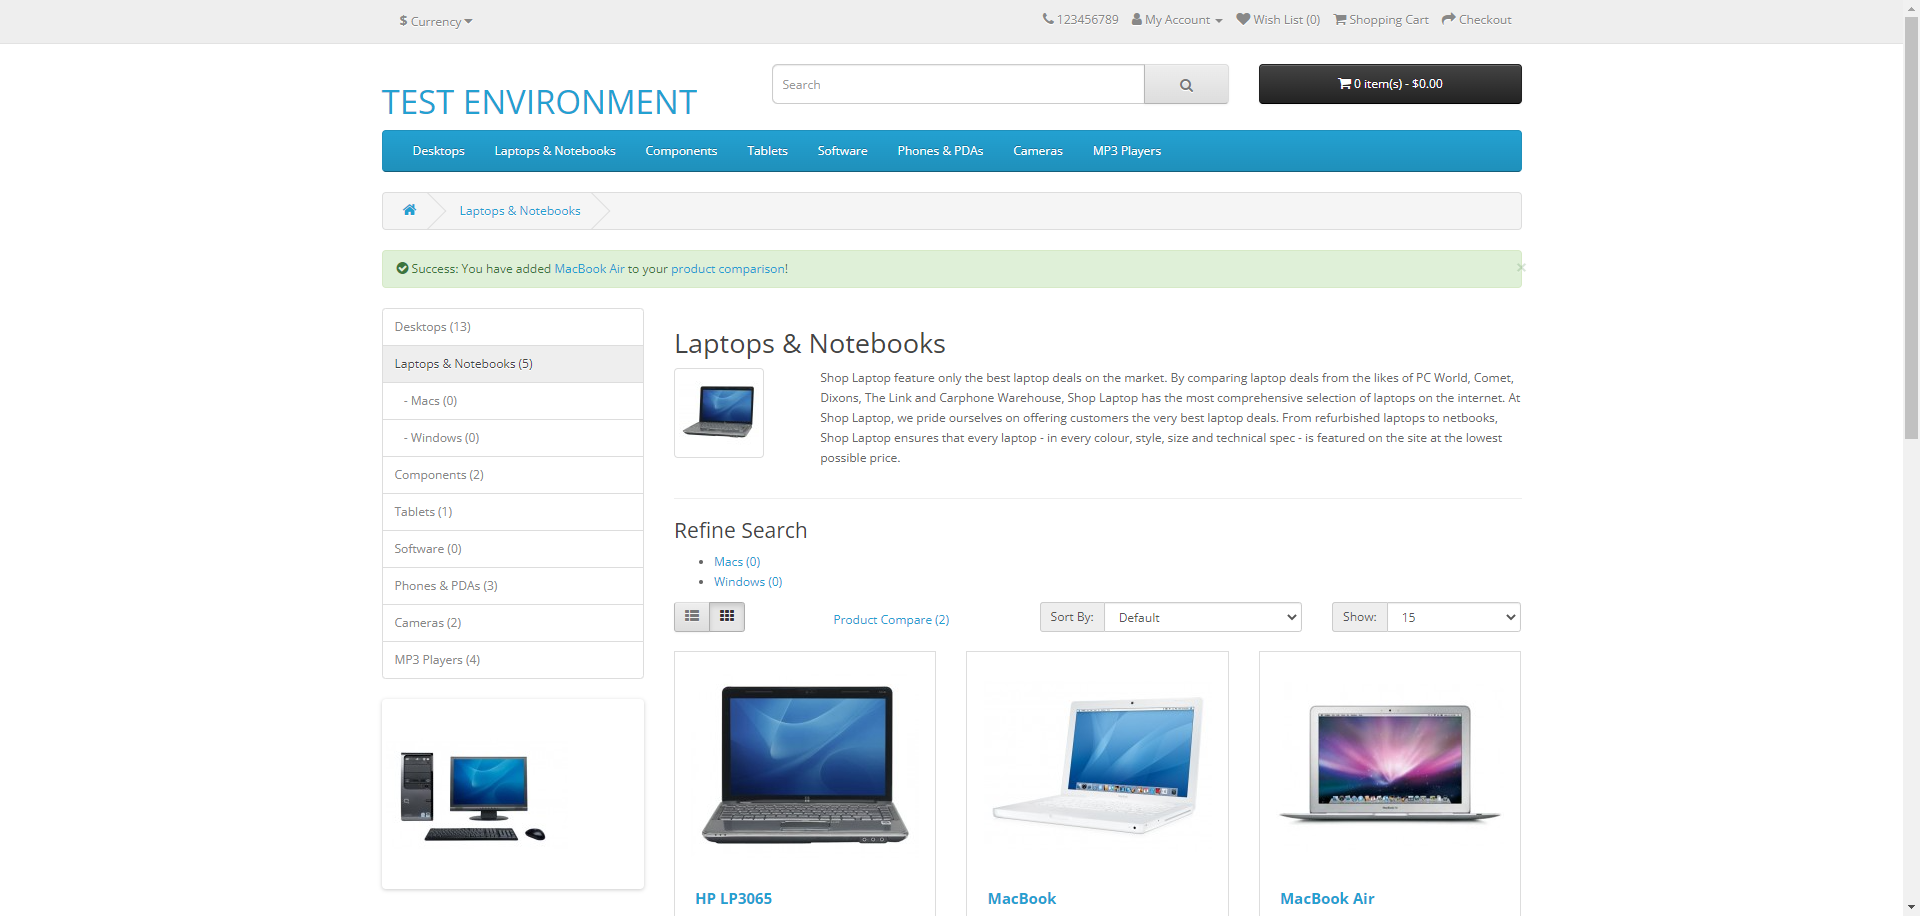 $ Currency
123456789 My Account Wish List (0) Shopping Cart Checkout
TEST ENVIRONMENT
Search
0 item(s) - $0.00
Desktops Laptops & Notebooks Components Tablets Software Phones & PDAs Cameras MP3 Players
Laptops & Notebooks
Success: You have added MacBook Air to your product comparison!
×
Desktops (13)
Laptops & Notebooks (5)
- Macs (0)
- Windows (0)
Components (2)
Tablets (1)
Software (0)
Phones & PDAs (3)
Cameras (2)
MP3 Players (4)
Laptops & Notebooks
Shop Laptop feature only the best laptop deals on the market. By comparing laptop deals from the likes of PC World, Comet,
Dixons, The Link and Carphone Warehouse, Shop Laptop has the most comprehensive selection of laptops on the internet. At
Shop Laptop, we pride ourselves on offering customers the very best laptop deals. From refurbished laptops to netbooks,
Shop Laptop ensures that every laptop - in every colour, style, size and technical spec - is featured on the site at the lowest
possible price.
Refine Search
Macs (0)
Windows (0)
Product Compare (2)
Sort By: Default
Show: 15
HP LP3065
MacBook
MacBook Air